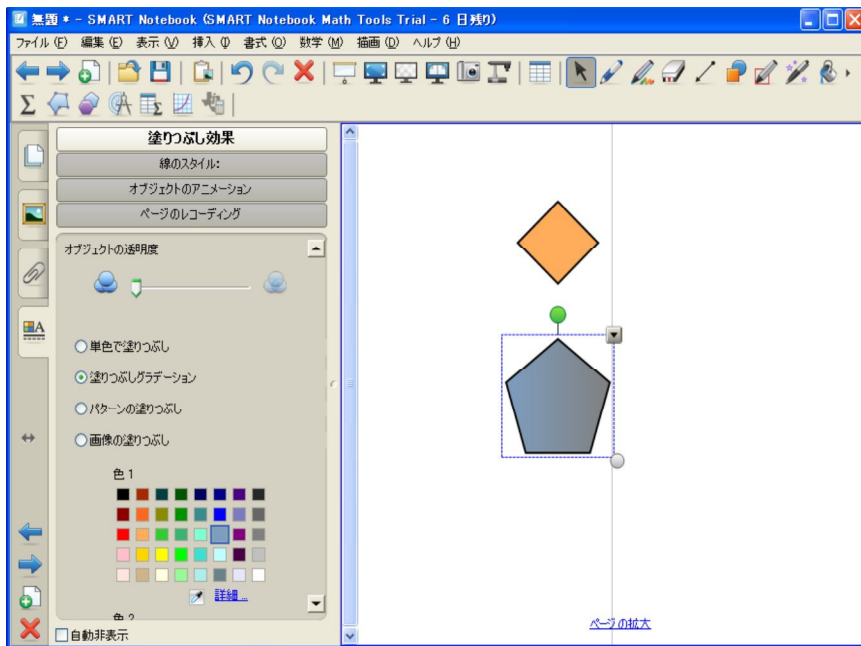 無題 * - SMART Notebook (SMART Notebook Math Tools Trial - 6 日残り)
ファイル(F) 編集(E) 表示(V) 挿入(I) 書式(O) 数学(M) 描画(D) ヘルプ(H)
塗りつぶし効果
線のスタイル:
オブジェクトのアニメーション
ページのレコーディング
オブジェクトの透明度
単色で塗りつぶし
塗りつぶしグラデーション
パターンの塗りつぶし
画像の塗りつぶし
色 1
詳細...
色 2
自動非表示
ページの拡大